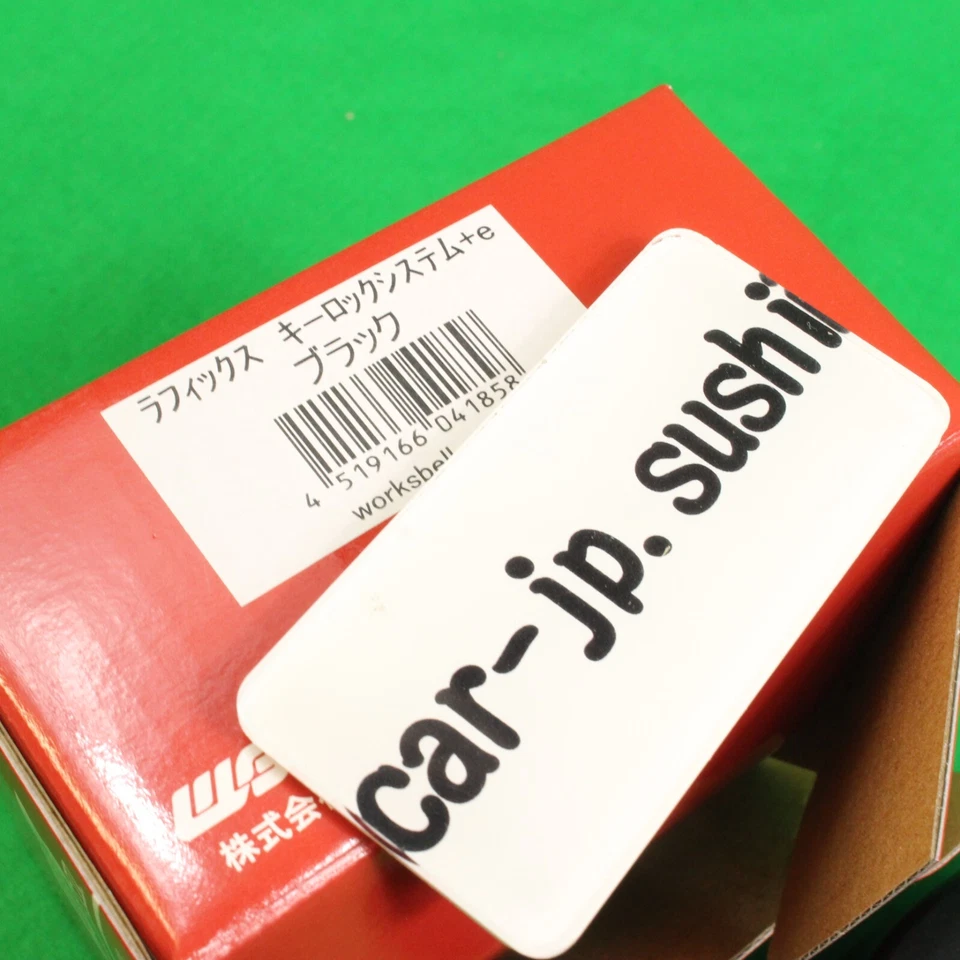 ラフィックス キーロックシステム+e
ブラック
4 519166 041858
worksbell
株式会
car-jp.sushi